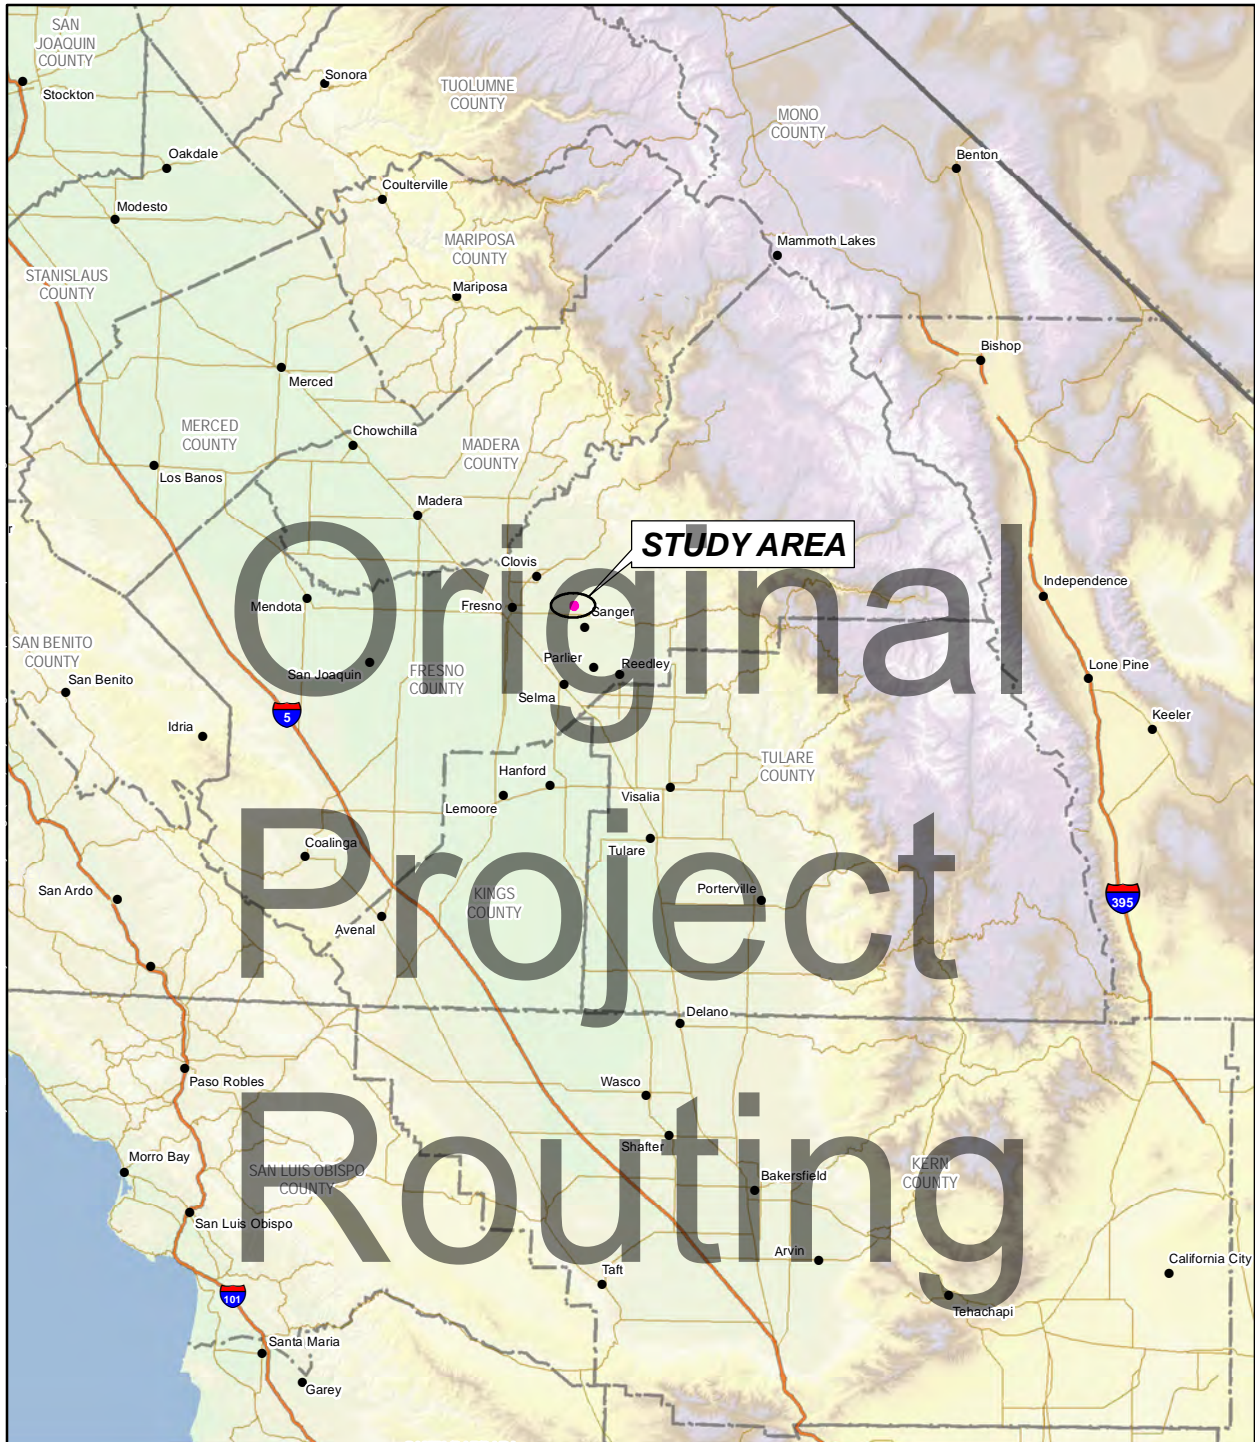 SAN
JOAQUIN
COUNTY
Stockton
Sonora
TUOLUMNE
COUNTY
MONO
COUNTY
Oakdale
Benton
Coulterville
Modesto
MARIPOSA
COUNTY
Mammoth Lakes
STANISLAUS
COUNTY
Mariposa
Bishop
Merced
MERCED
COUNTY
Chowchilla
MADERA
COUNTY
Los Banos
Madera
r
STUDY AREA
Original
Clovis
Mendota
Fresno
Sanger
Independence
SAN BENITO
COUNTY
San Benito
San Joaquin
FRESNO
COUNTY
Parlier
Reedley
Selma
Lone Pine
5
Idria
Keeler
TULARE
COUNTY
Hanford
Lemoore
Visalia
Project
Coalinga
Tulare
San Ardo
KINGS
COUNTY
Porterville
395
Avenal
Delano
Paso Robles
Wasco
Routing
Shafter
Morro Bay
SAN LUIS OBISPO
COUNTY
Bakersfield
KERN
COUNTY
San Luis Obispo
Arvin
California City
Taft
101
Tehachapi
Santa Maria
Garey